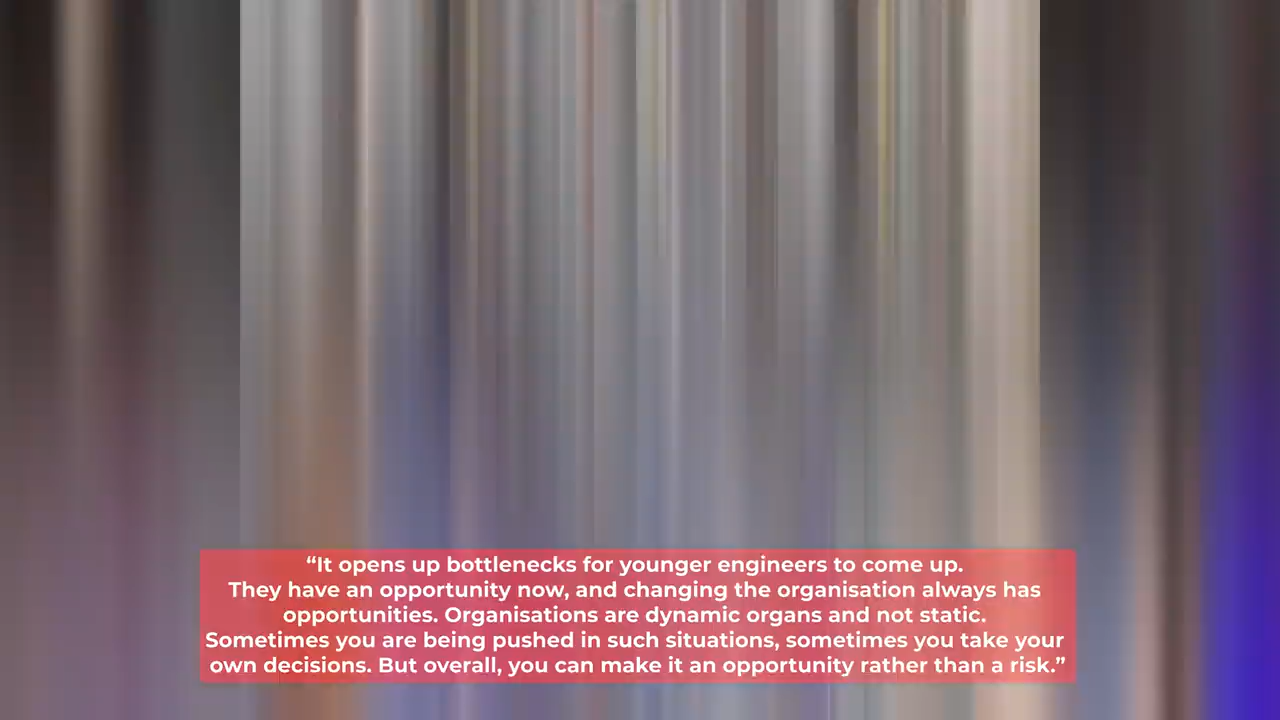 “It opens up bottlenecks for younger engineers to come up.
They have an opportunity now, and changing the organisation always has
opportunities. Organisations are dynamic organs and not static.
Sometimes you are being pushed in such situations, sometimes you take your
own decisions. But overall, you can make it an opportunity rather than a risk.”